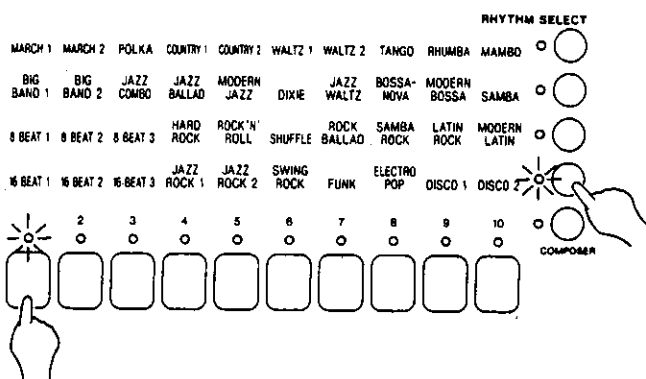 RHYTHM SELECT
MARCH 1 MARCH 2 POLKA COUNTRY 1 COUNTRY 2 WALTZ 1 WALTZ 2 TANGO RHUMBA MAMBO
BIG BIG JAZZ JAZZ MODERN JAZZ BOSSA- MODERN
BAND 1 BAND 2 COMBO BALLAD JAZZ DIXIE WALTZ NOVA BOSSA SAMBA
HARD ROCK'N' ROCK SAMBA LATIN MODERN
8 BEAT 1 8 BEAT 2 8 BEAT 3 ROCK ROLL SHUFFLE BALLAD ROCK ROCK LATIN
JAZZ JAZZ SWING ELECTRO
16 BEAT 1 16 BEAT 2 16 BEAT 3 ROCK 1 ROCK 2 ROCK FUNK POP DISCO 1 DISCO 2
2 3 4 5 6 7 8 9 10
COMPOSER